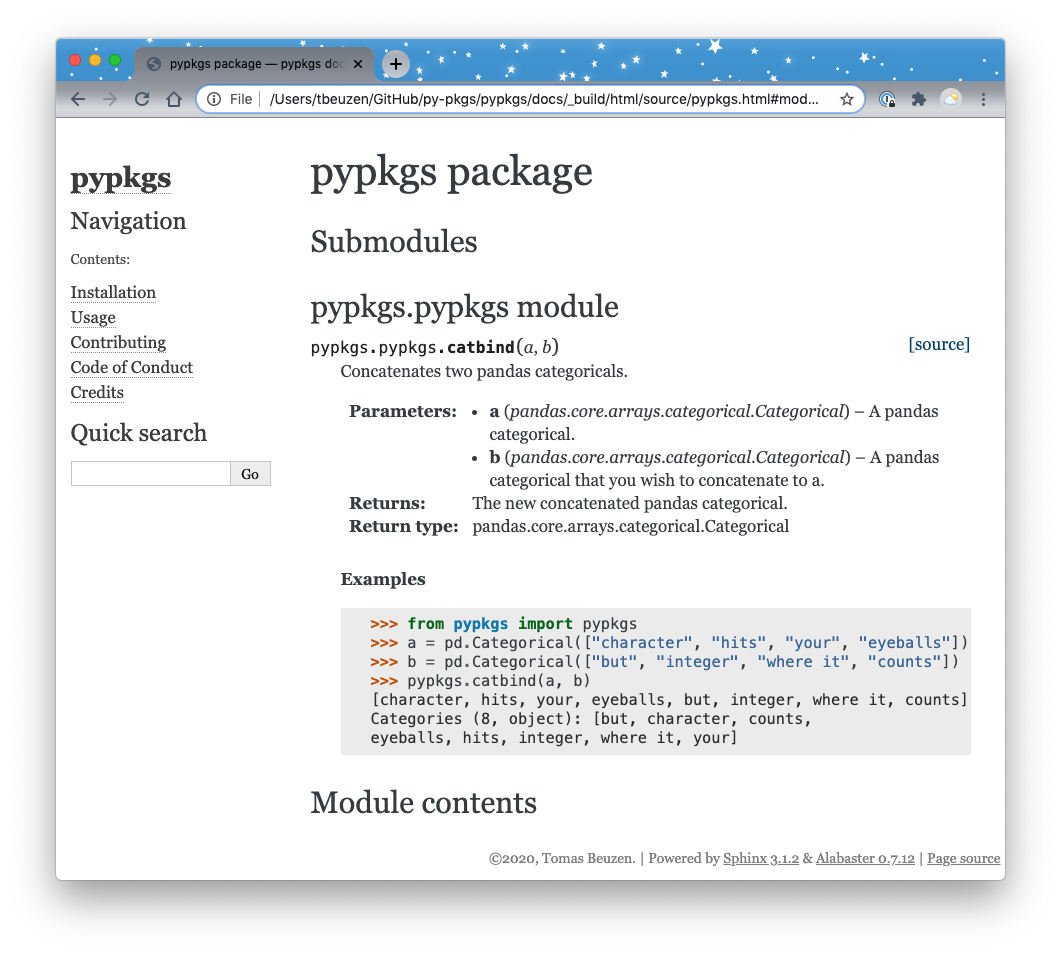 pypkgs package — pypkgs doc
File
/Users/tbeuzen/GitHub/py-pkgs/pypkgs/docs/_build/html/source/pypkgs.html#mod...
pypkgs
Navigation
Contents:
Installation
Usage
Contributing
Code of Conduct
Credits
Quick search
Go
pypkgs package
Submodules
pypkgs.pypkgs module
pypkgs.pypkgs.catbind(a, b) [source]
Concatenates two pandas categoricals.
Parameters: • a (pandas.core.arrays.categorical.Categorical) – A pandas
categorical.
• b (pandas.core.arrays.categorical.Categorical) – A pandas
categorical that you wish to concatenate to a.
Returns: The new concatenated pandas categorical.
Return type: pandas.core.arrays.categorical.Categorical
Examples
>>> from pypkgs import pypkgs
>>> a = pd.Categorical(["character", "hits", "your", "eyeballs"])
>>> b = pd.Categorical(["but", "integer", "where it", "counts"])
>>> pypkgs.catbind(a, b)
[character, hits, your, eyeballs, but, integer, where it, counts]
Categories (8, object): [but, character, counts,
eyeballs, hits, integer, where it, your]
Module contents
©2020, Tomas Beuzen. | Powered by Sphinx 3.1.2 & Alabaster 0.7.12 | Page source